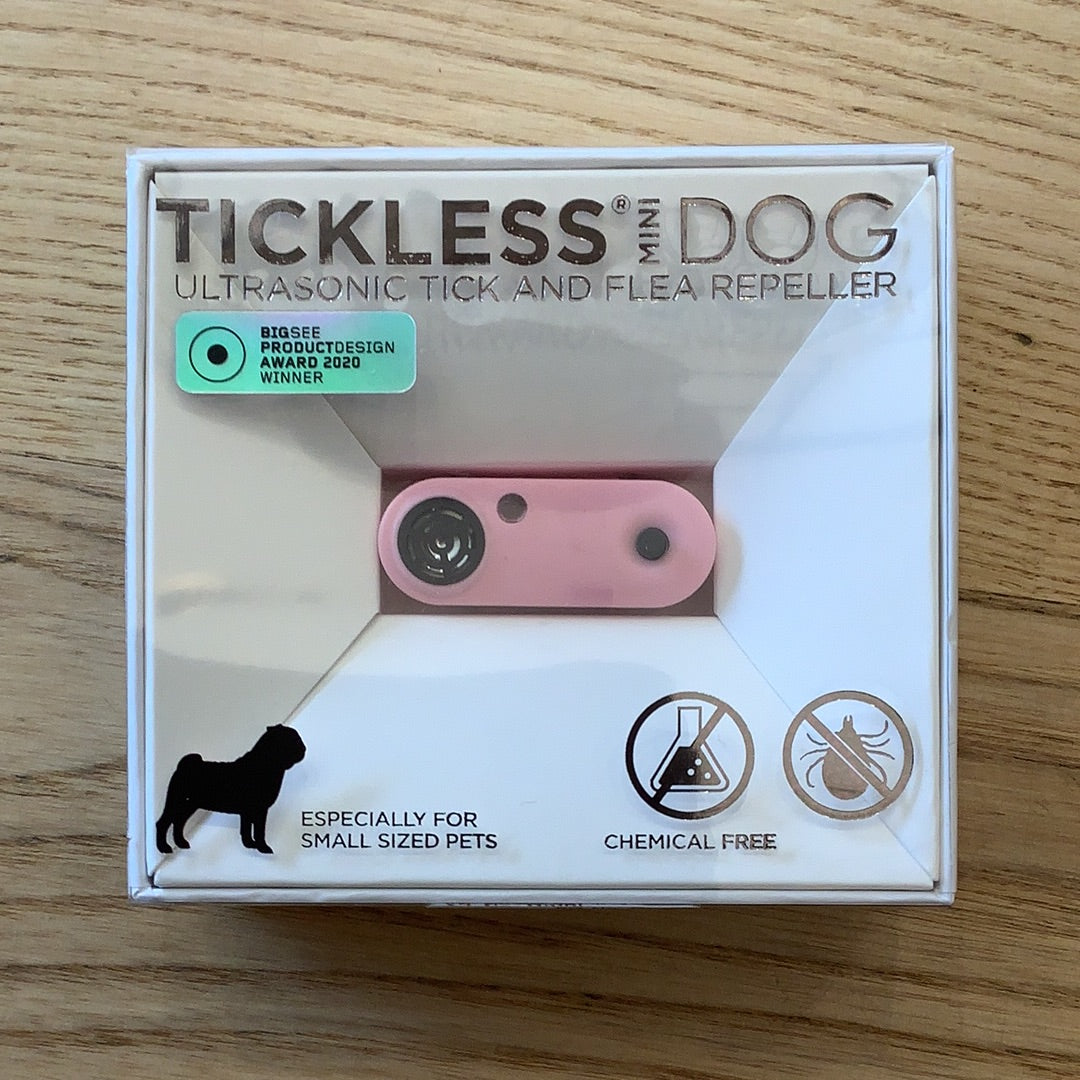 TICKLESS® MINI DOG
ULTRASONIC TICK AND FLEA REPELLER
BIGSEE
PRODUCTDESIGN
AWARD 2020
WINNER
ESPECIALLY FOR
SMALL SIZED PETS
CHEMICAL FREE